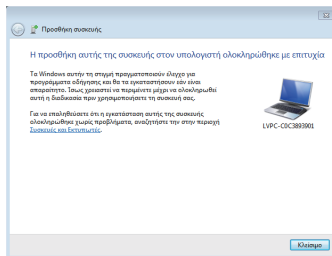 Προσθήκη συσκευής
Η προσθήκη αυτής της συσκευής στον υπολογιστή ολοκληρώθηκε με επιτυχία
Τα Windows αυτήν τη στιγμή πραγματοποιούν έλεγχο για
προγράμματα οδήγησης και θα τα εγκαταστήσουν εάν είναι
απαραίτητο. Ίσως χρειαστεί να περιμένετε μέχρι να ολοκληρωθεί
αυτή η διαδικασία πριν χρησιμοποιήσετε τη συσκευή σας.
Για να επαληθεύσετε ότι η εγκατάσταση αυτής της συσκευής
ολοκληρώθηκε χωρίς προβλήματα, αναζητήστε την στην περιοχή
Συσκευές και Εκτυπωτές.
LVPC-C0C3893901
Κλείσιμο